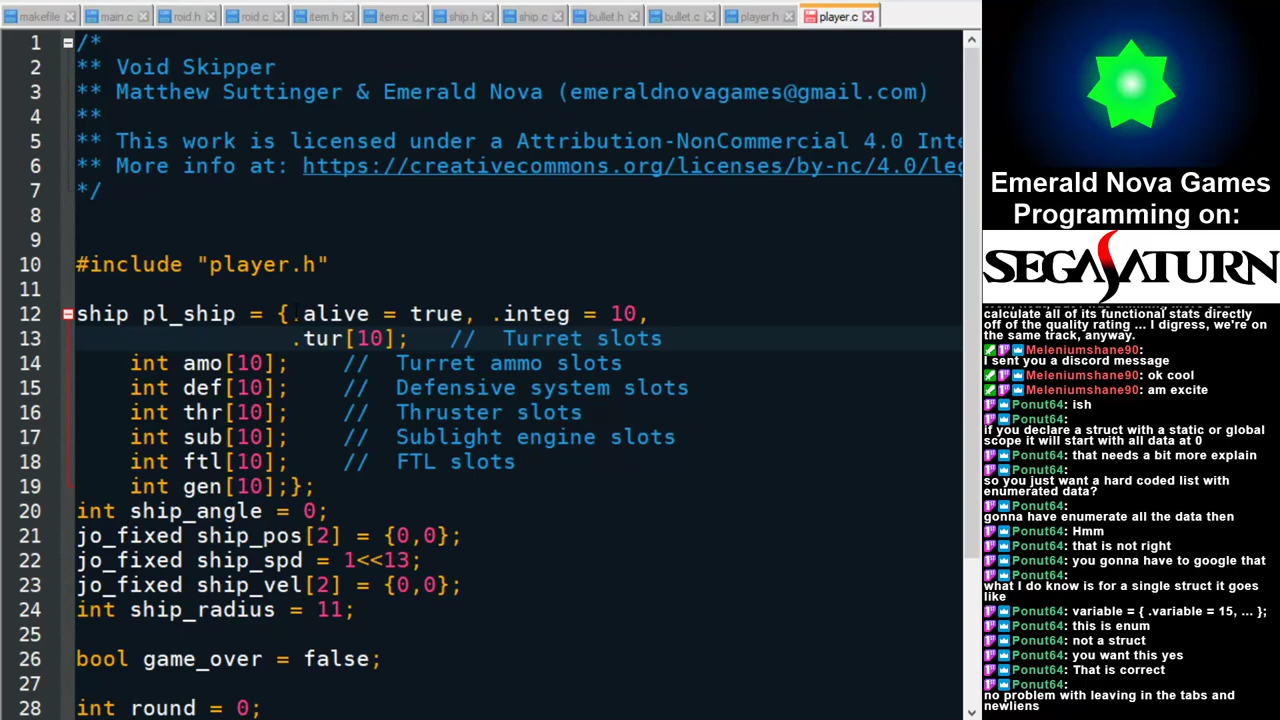 makefile main.c roid.h roid.c item.h item.c ship.h ship.c bullet.h bullet.c player.h player.c
1 /*
2 ** Void Skipper
3 ** Matthew Suttinger & Emerald Nova (emeraldnovagames@gmail.com)
4 **
5 ** This work is licensed under a Attribution-NonCommercial 4.0 Inte
6 ** More info at: https://creativecommons.org/licenses/by-nc/4.0/leg
7 */
8
9
10 #include "player.h"
11
12 ship pl_ship = {.alive = true, .integ = 10,
13 .tur[10]; // Turret slots
14 int amo[10]; // Turret ammo slots
15 int def[10]; // Defensive system slots
16 int thr[10]; // Thruster slots
17 int sub[10]; // Sublight engine slots
18 int ftl[10]; // FTL slots
19 int gen[10];};
20 int ship_angle = 0;
21 jo_fixed ship_pos[2] = {0,0};
22 jo_fixed ship_spd = 1<<13;
23 jo_fixed ship_vel[2] = {0,0};
24 int ship_radius = 11;
25
26 bool game_over = false;
27
28 int round = 0;
Emerald Nova Games
Programming on:
SEGASATURN
calculate all of its functional stats directly
off of the quality rating ... I digress, we're on
the same track, anyway.
Meleniumshane90:
I sent you a discord message
Meleniumshane90: ok cool
Meleniumshane90: am excite
Ponut64: ish
Ponut64:
if you declare a struct with a static or global
scope it will start with all data at 0
Ponut64: that needs a bit more explain
Ponut64:
so you just want a hard coded list with
enumerated data?
Ponut64:
gonna have enumerate all the data then
Ponut64: Hmm
Ponut64: that is not right
Ponut64: you gonna have to google that
Ponut64:
what I do know is for a single struct it goes
like
Ponut64: variable = { .variable = 15, ... };
Ponut64: this is enum
Ponut64: not a struct
Ponut64: you want this yes
Ponut64: That is correct
Ponut64:
no problem with leaving in the tabs and
newliens